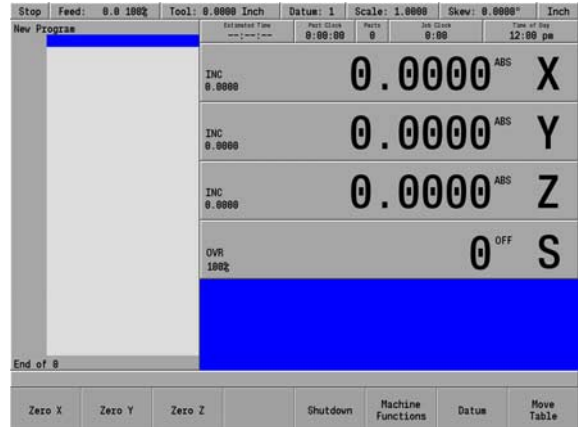 Stop Feed: 0.0 100% Tool: 0.0000 Inch Datum: 1 Scale: 1.0000 Skew: 0.0000° Inch
New Program
Estimated Time Part Clock Parts Job Clock Time of Day
--:--:-- 0:00:00 0 0:00 12:00 pm
INC 0.0000 ABS X
0.0000
INC 0.0000 ABS Y
0.0000
INC 0.0000 ABS Z
0.0000
OVR 0 OFF S
100%
End of 0
Zero X Zero Y Zero Z Shutdown Machine Functions Datum Move Table